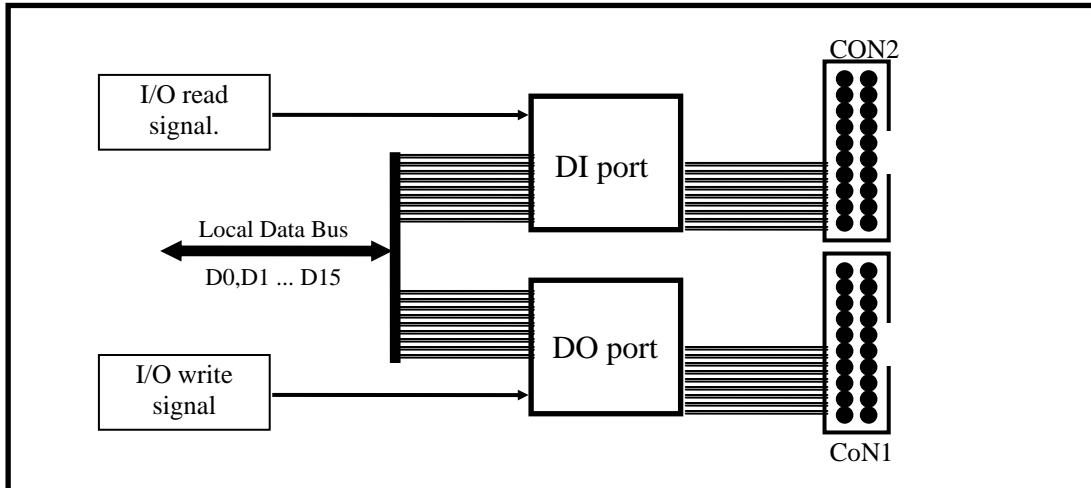 CON2
I/O read
signal.
DI port
Local Data Bus
D0,D1 ... D15
DO port
I/O write
signal
CoN1